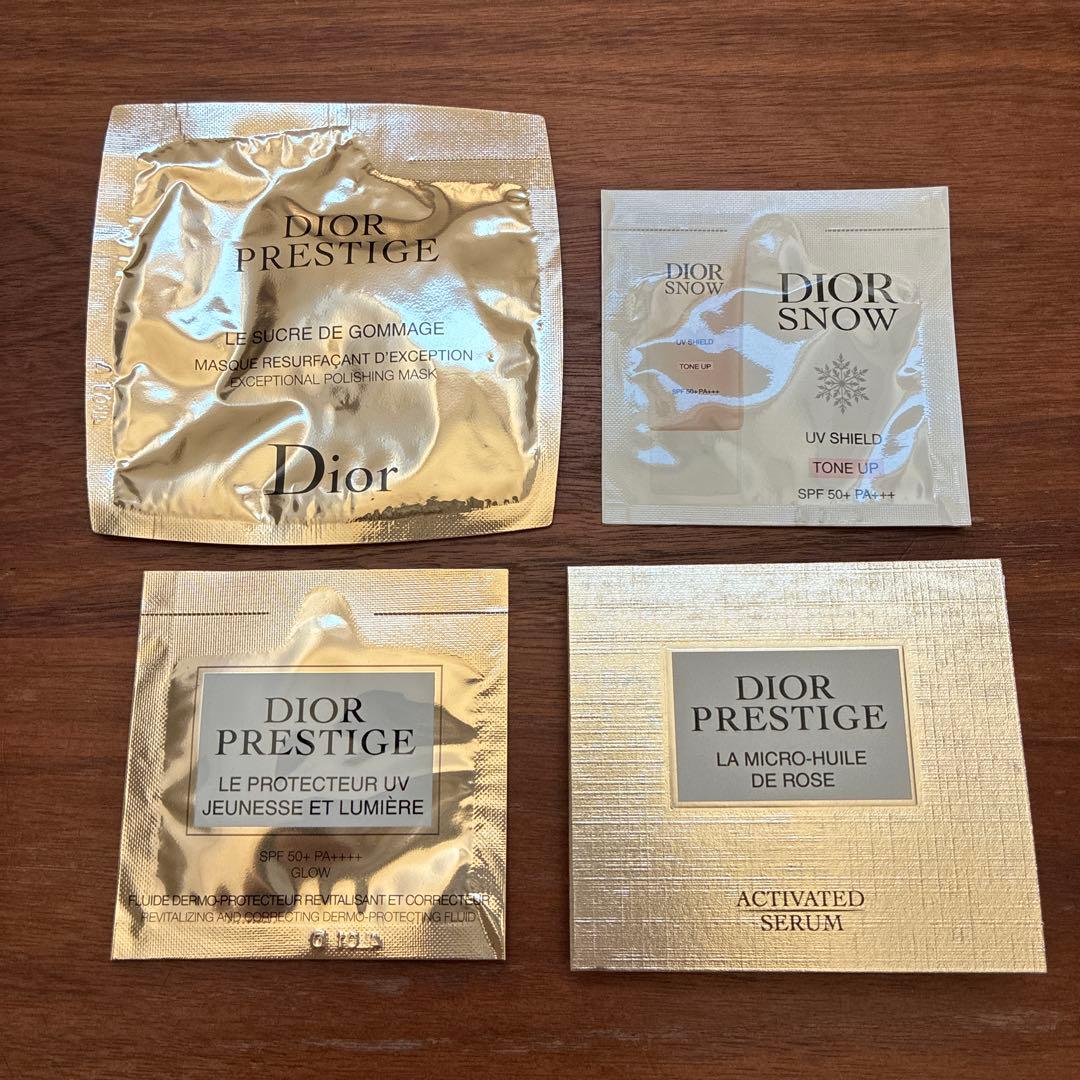 DIOR
PRESTIGE
LE SUCRE DE GOMMAGE
MASQUE RESURFAÇANT D'EXCEPTION
EXCEPTIONAL POLISHING MASK
Dior
DIOR
SNOW
UV SHIELD
TONE UP
SPF 50+ PA+++
DIOR
SNOW
UV SHIELD
TONE UP
SPF 50+ PA+++
DIOR
PRESTIGE
LE PROTECTEUR UV
JEUNESSE ET LUMIÈRE
SPF 50+ PA++++
GLOW
FLUIDE DERMO-PROTECTEUR REVITALISANT ET CORRECTEUR
REVITALIZING AND CORRECTING DERMO-PROTECTING FLUID
DIOR
PRESTIGE
LA MICRO-HUILE
DE ROSE
ACTIVATED
SERUM